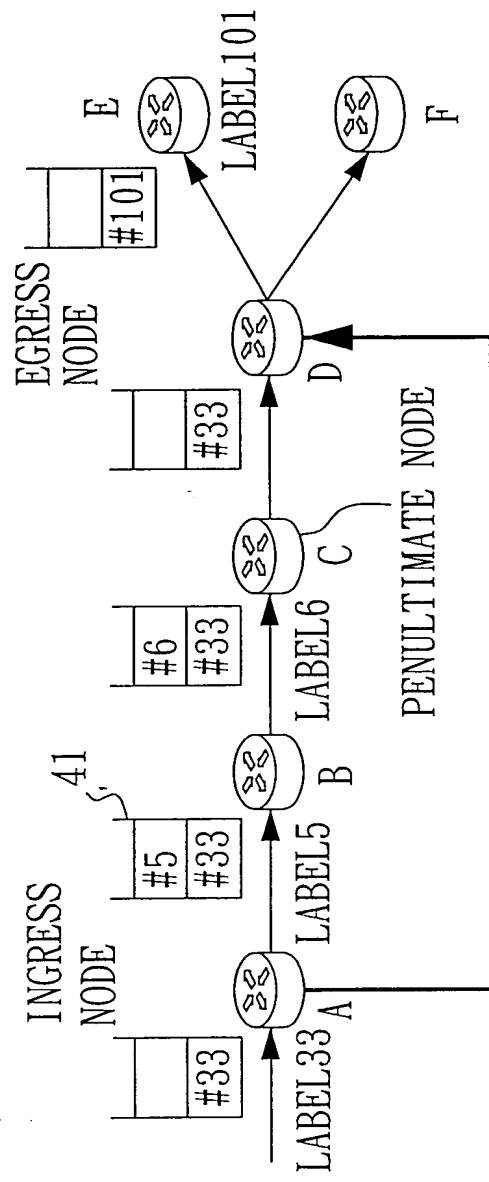 INGRESS
NODE
#33
LABEL33
A
41
#5
#33
LABEL5
B
#6
#33
LABEL6
C
PENULTIMATE NODE
#33
EGRESS
NODE
D
#101
E
LABEL101
F